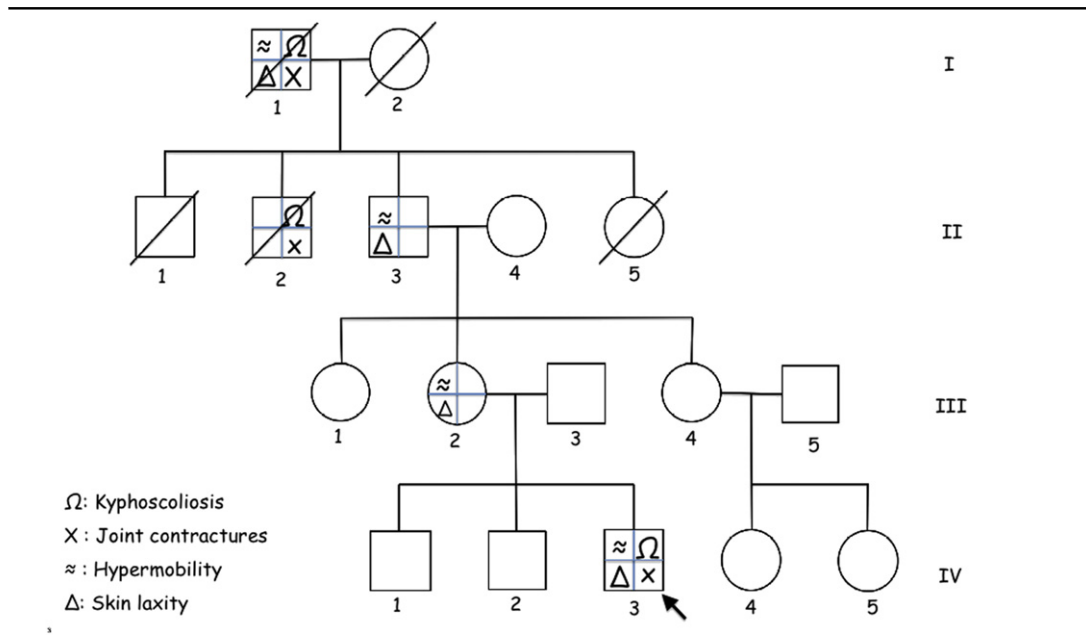 ≈ Ω
Δ X
1 2
I
Ω
X
≈
Δ
1 2 3 4 5
II
≈
Δ
1 2 3 4 5
III
≈ Ω
Δ X
1 2 3 4 5
IV
Ω: Kyphoscoliosis
X : Joint contractures
≈ : Hypermobility
Δ: Skin laxity